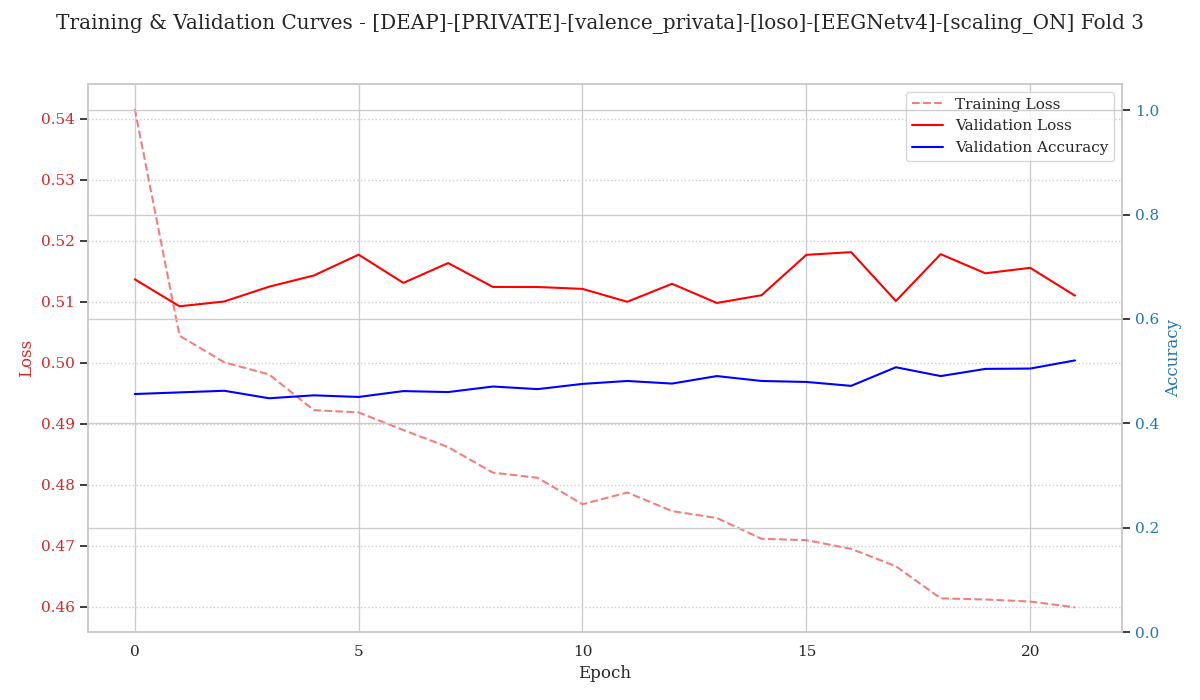 Training & Validation Curves - [DEAP]-[PRIVATE]-[valence_privata]-[loso]-[EEGNetv4]-[scaling_ON] Fold 3
Training Loss
Validation Loss
Validation Accuracy
Loss
0.54
0.53
0.52
0.51
0.50
0.49
0.48
0.47
0.46
1.0
0.8
0.6
0.4
0.2
0.0
Accuracy
0
5
10
15
20
Epoch